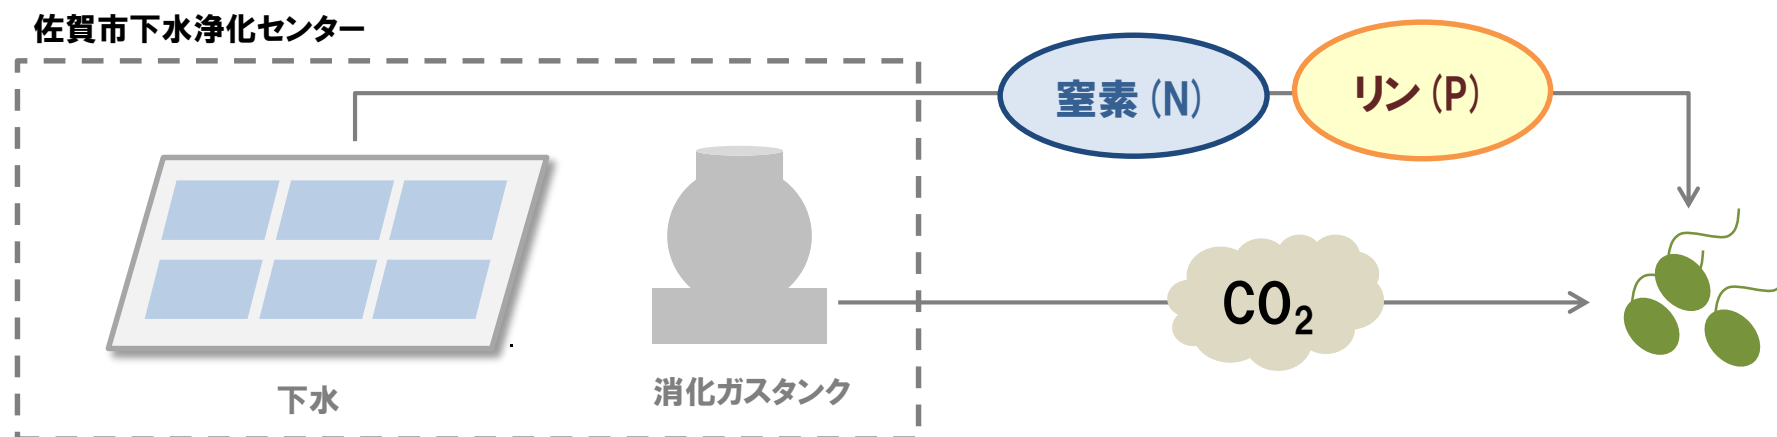 佐賀市下水浄化センター
窒素(N)
リン(P)
CO₂
下水
消化ガスタンク